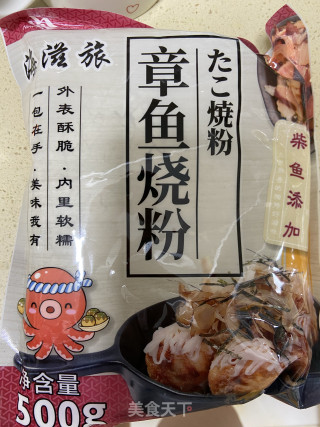 滋旅
たこ焼粉
章鱼烧粉
外表酥脆·内里软糯
一包在手·美味我有
柴鱼添加
净含量
500g
美食天下